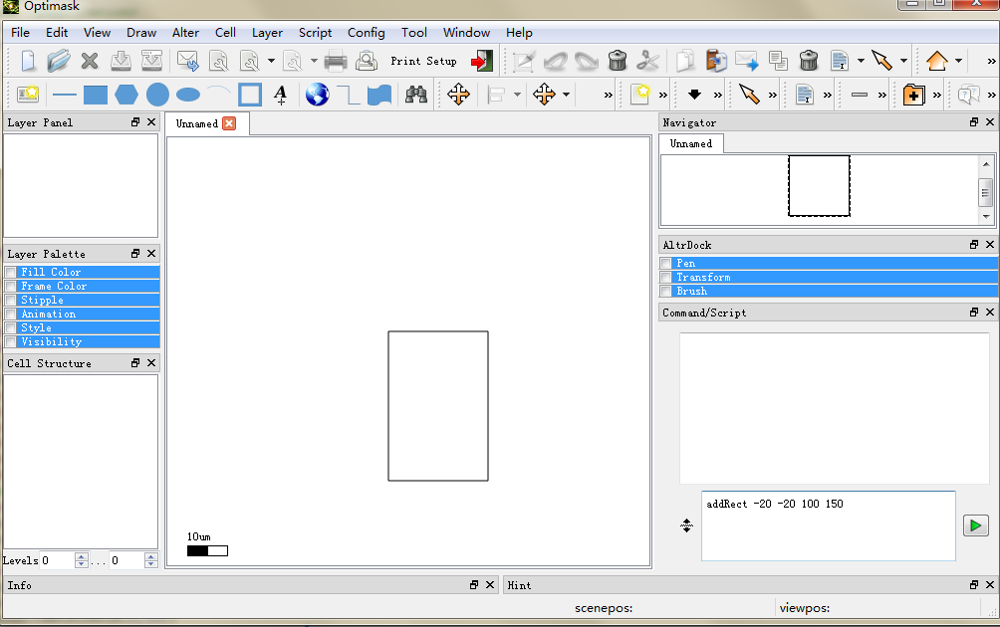 Optimask
File Edit View Draw Alter Cell Layer Script Config Tool Window Help
Print Setup
A
Layer Panel
Unnamed
Navigator
Unnamed
Layer Palette
Fill Color
Frame Color
Stipple
Animation
Style
Visibility
AltrDock
Pen
Transform
Brush
Command/Script
Cell Structure
addRect -20 -20 100 150
10um
Levels 0 ... 0
Info
Hint
scenepos:
viewpos: